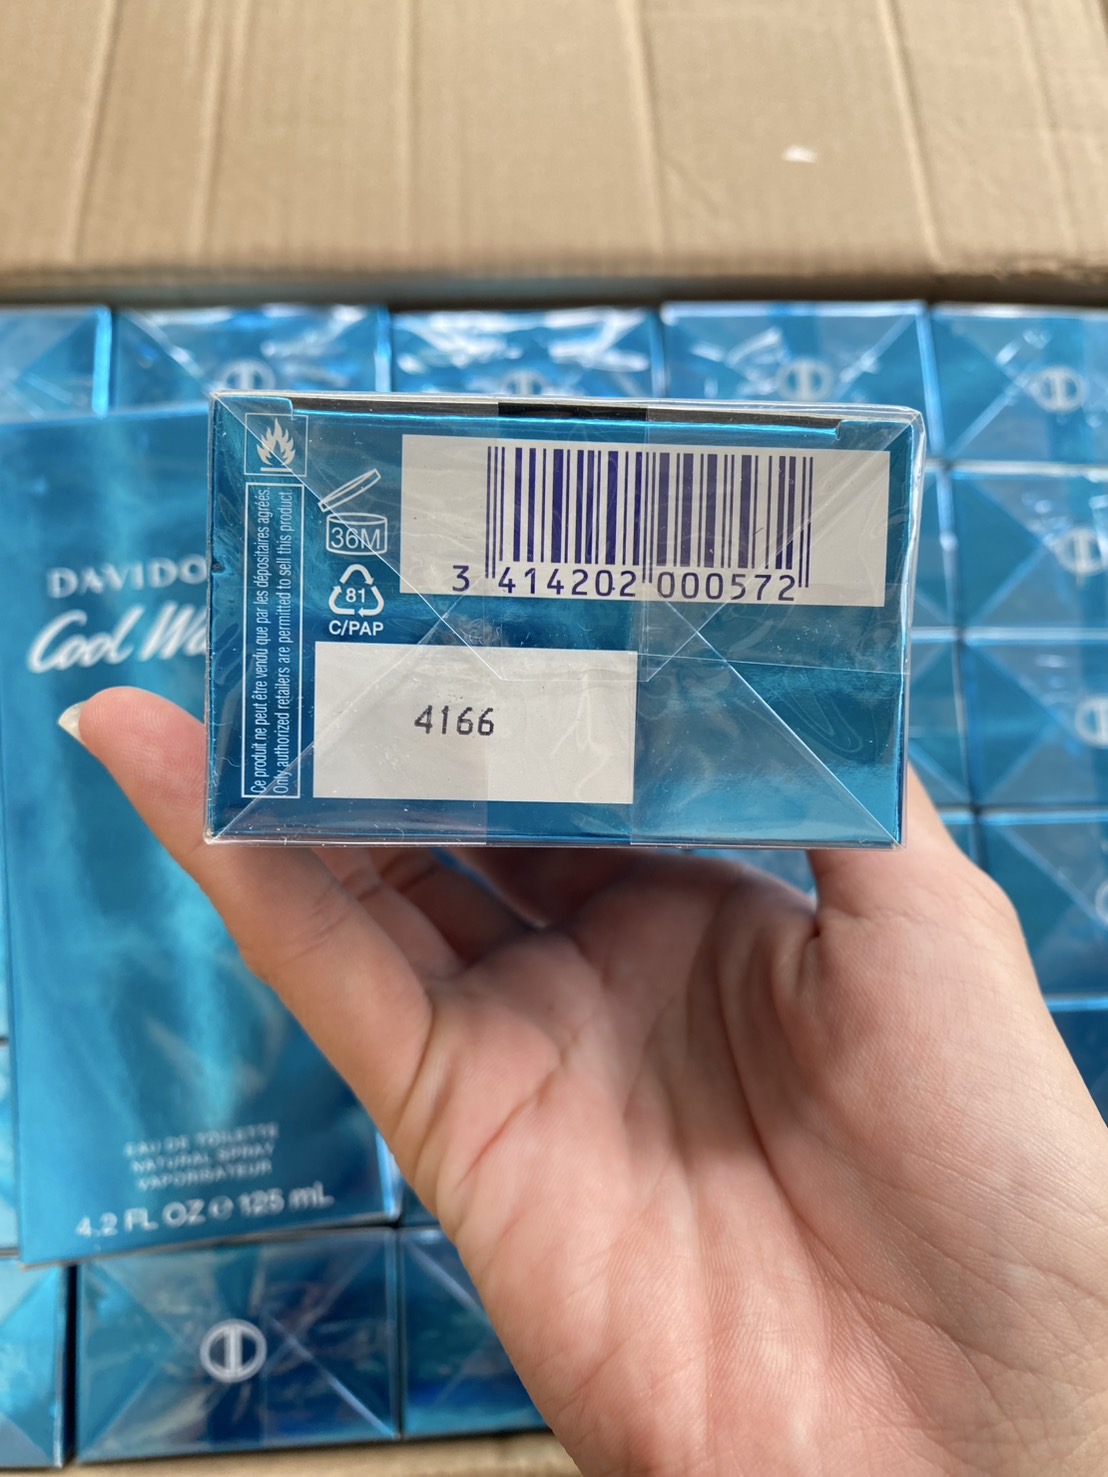 Ce produit ne peut être vendu que par les dépositaires agréés.
Only authorized retailers are permitted to sell this product.
36M
81
C/PAP
3 414202 000572
4166
DAVIDO
Cool Wa
EAU DE TOILETTE
NATURAL SPRAY
VAPORISATEUR
4.2 FL OZ e 125 mL